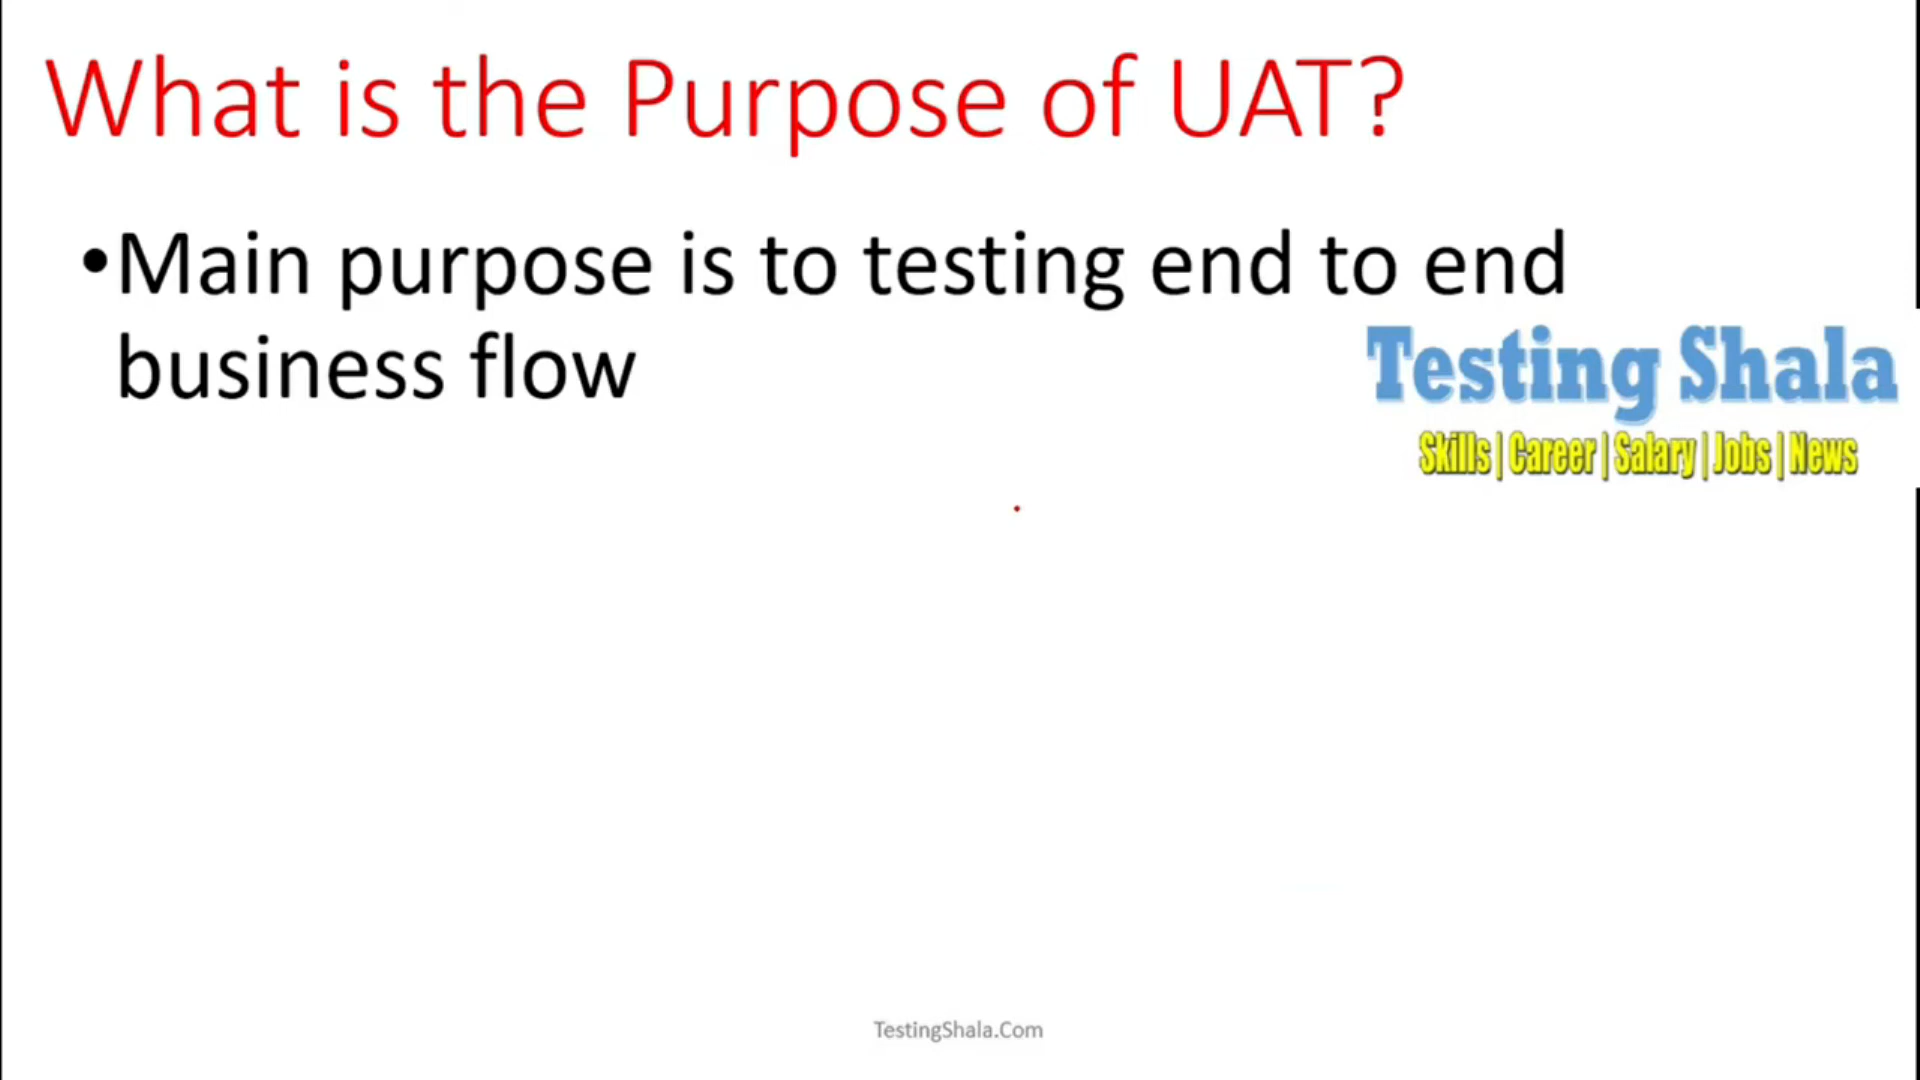 What is the Purpose of UAT?
•Main purpose is to testing end to end
business flow
Testing Shala
Skills | Career | Salary | Jobs | News
TestingShala.Com